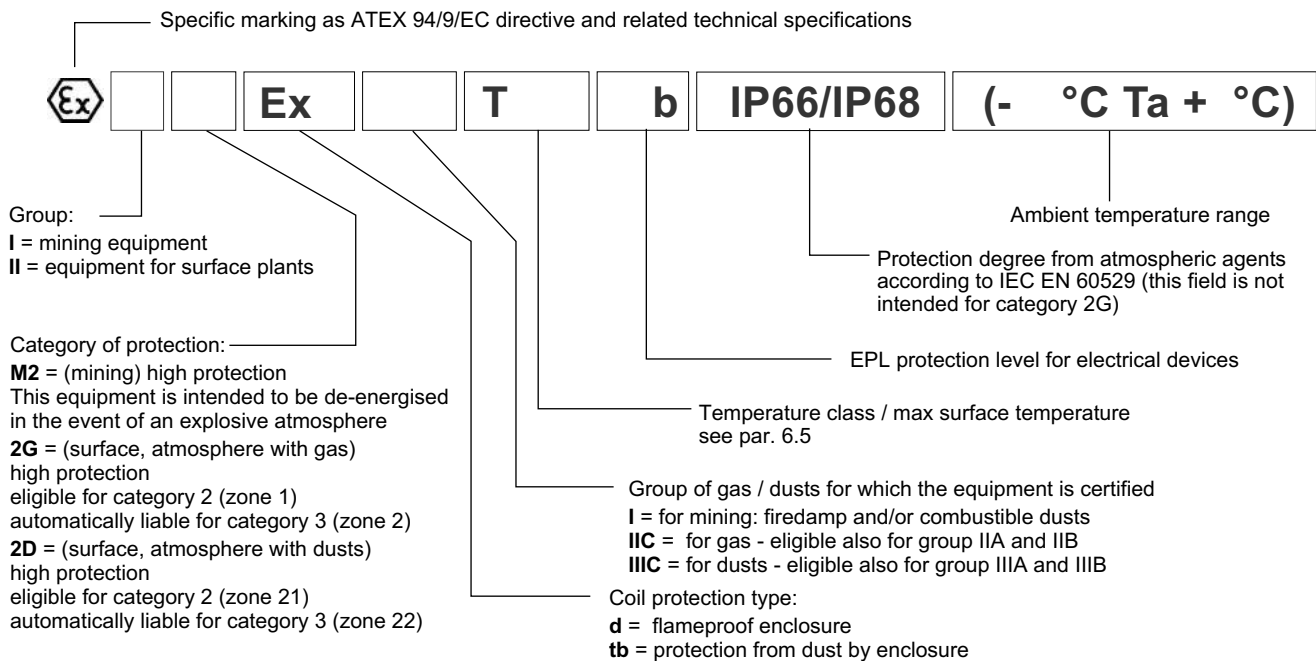 Specific marking as ATEX 94/9/EC directive and related technical specifications
Ex Ex T b IP66/IP68 (- °C Ta + °C)
Group:
I = mining equipment
II = equipment for surface plants
Ambient temperature range
Protection degree from atmospheric agents
according to IEC EN 60529 (this field is not
intended for category 2G)
Category of protection:
M2 = (mining) high protection
This equipment is intended to be de-energised
in the event of an explosive atmosphere
2G = (surface, atmosphere with gas)
high protection
eligible for category 2 (zone 1)
automatically liable for category 3 (zone 2)
2D = (surface, atmosphere with dusts)
high protection
eligible for category 2 (zone 21)
automatically liable for category 3 (zone 22)
EPL protection level for electrical devices
Temperature class / max surface temperature
see par. 6.5
Group of gas / dusts for which the equipment is certified
I = for mining: firedamp and/or combustible dusts
IIC = for gas - eligible also for group IIA and IIB
IIIC = for dusts - eligible also for group IIIA and IIIB
Coil protection type:
d = flameproof enclosure
tb = protection from dust by enclosure